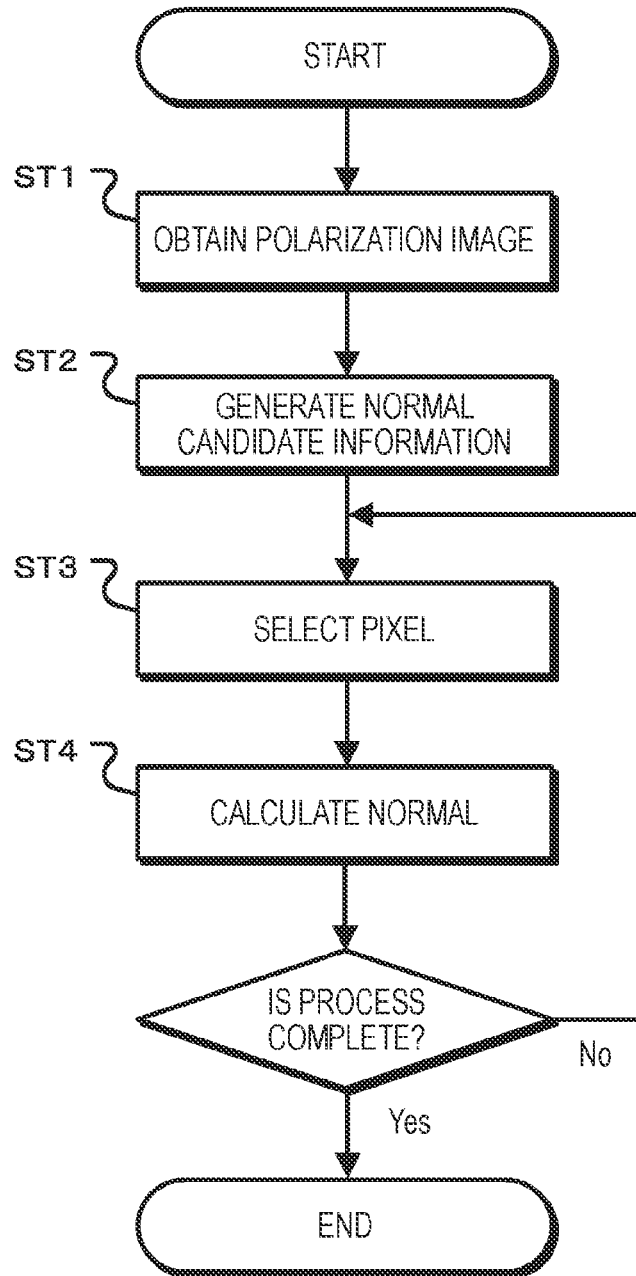 START
ST1
OBTAIN POLARIZATION IMAGE
ST2
GENERATE NORMAL
CANDIDATE INFORMATION
ST3
SELECT PIXEL
ST4
CALCULATE NORMAL
IS PROCESS
COMPLETE?
No
Yes
END